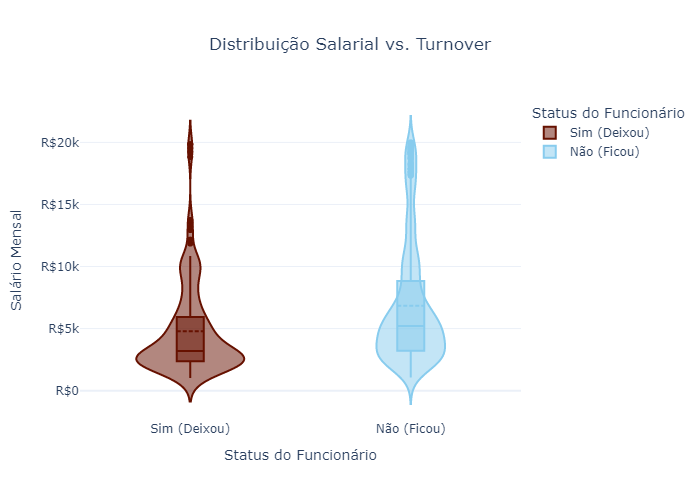 Distribuição Salarial vs. Turnover
Status do Funcionário
Sim (Deixou)
Não (Ficou)
R$20k
R$15k
R$10k
R$5k
R$0
Salário Mensal
Sim (Deixou)
Não (Ficou)
Status do Funcionário